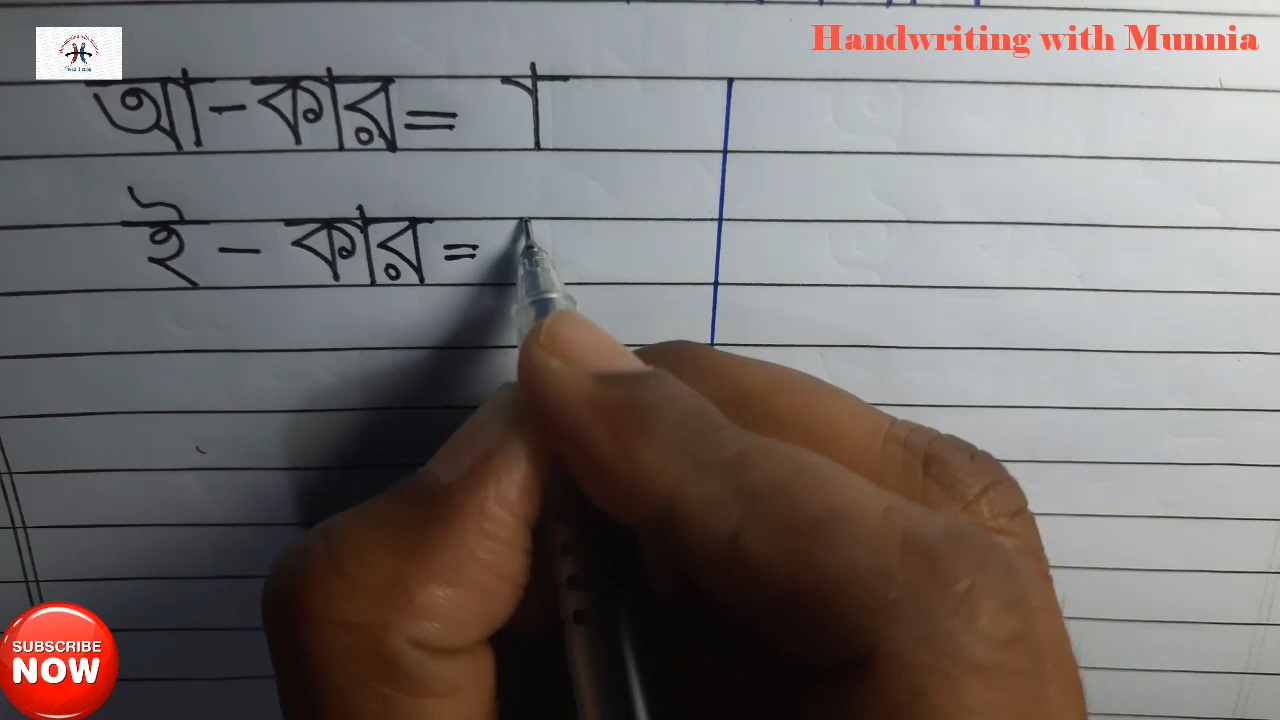 Handwriting with Munnia
আ-কার= া
ই - কার =
SUBSCRIBE
NOW